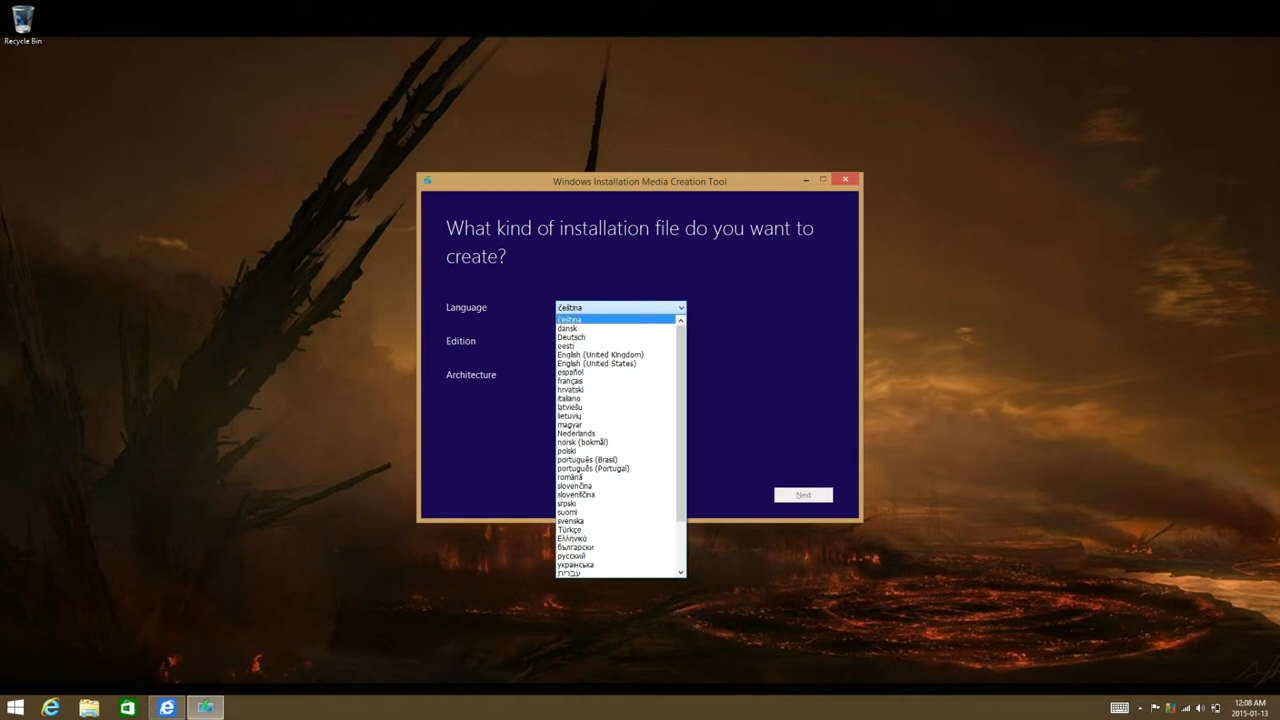 Recycle Bin
Windows Installation Media Creation Tool
What kind of installation file do you want to
create?
Language
čeština
čeština
dansk
Deutsch
eesti
English (United Kingdom)
English (United States)
español
français
hrvatski
italiano
latviešu
lietuvių
magyar
Nederlands
norsk (bokmål)
polski
português (Brasil)
português (Portugal)
română
slovenčina
slovenščina
srpski
suomi
svenska
Türkçe
Ελληνικά
български
русский
українська
עברית
Edition
Architecture
Next
12:08 AM
2015-01-13